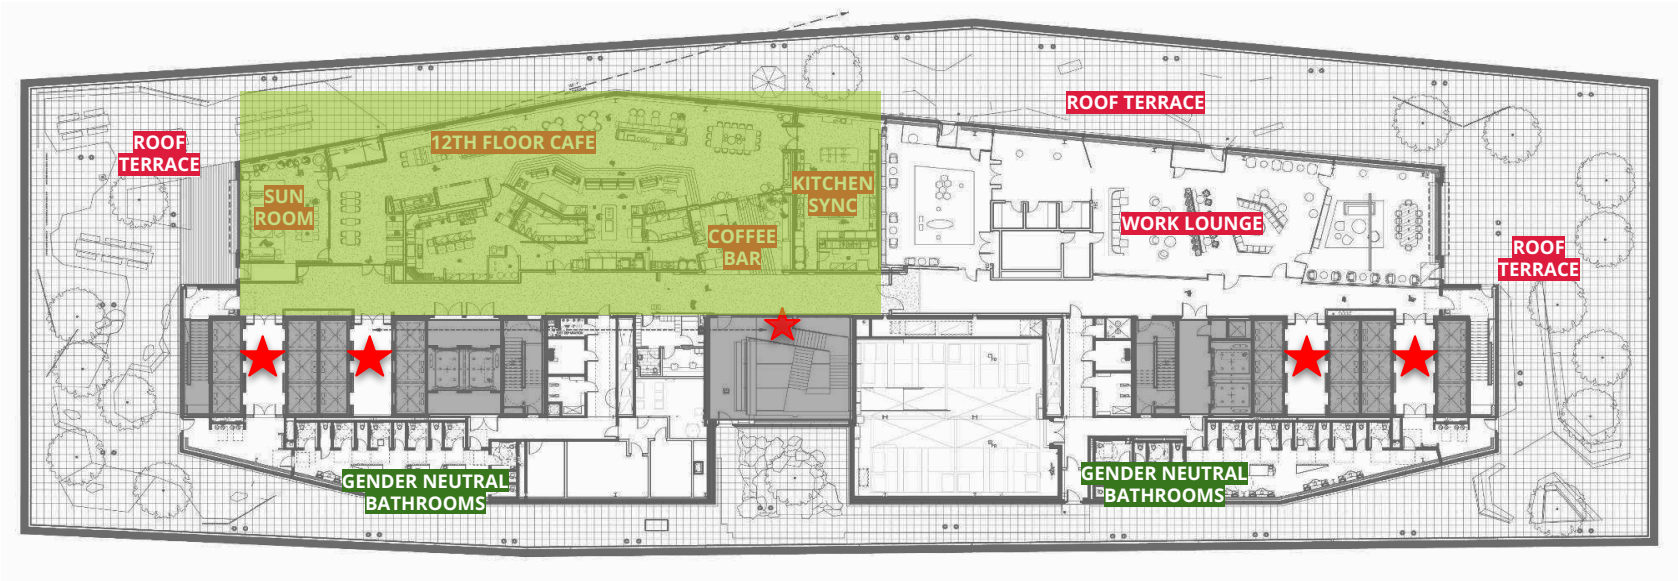 ROOF TERRACE
12TH FLOOR CAFE
ROOF
TERRACE
KITCHEN
SYNC
SUN
ROOM
WORK LOUNGE
COFFEE
BAR
ROOF
TERRACE
GENDER NEUTRAL
BATHROOMS
GENDER NEUTRAL
BATHROOMS